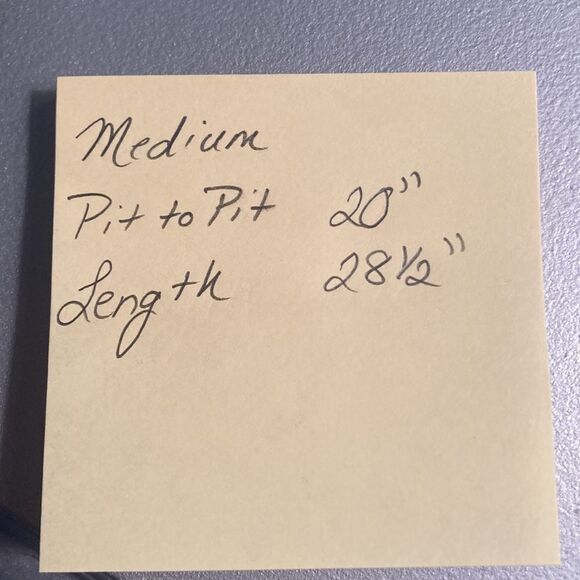 Medium
Pit to Pit 20"
Length 28½"